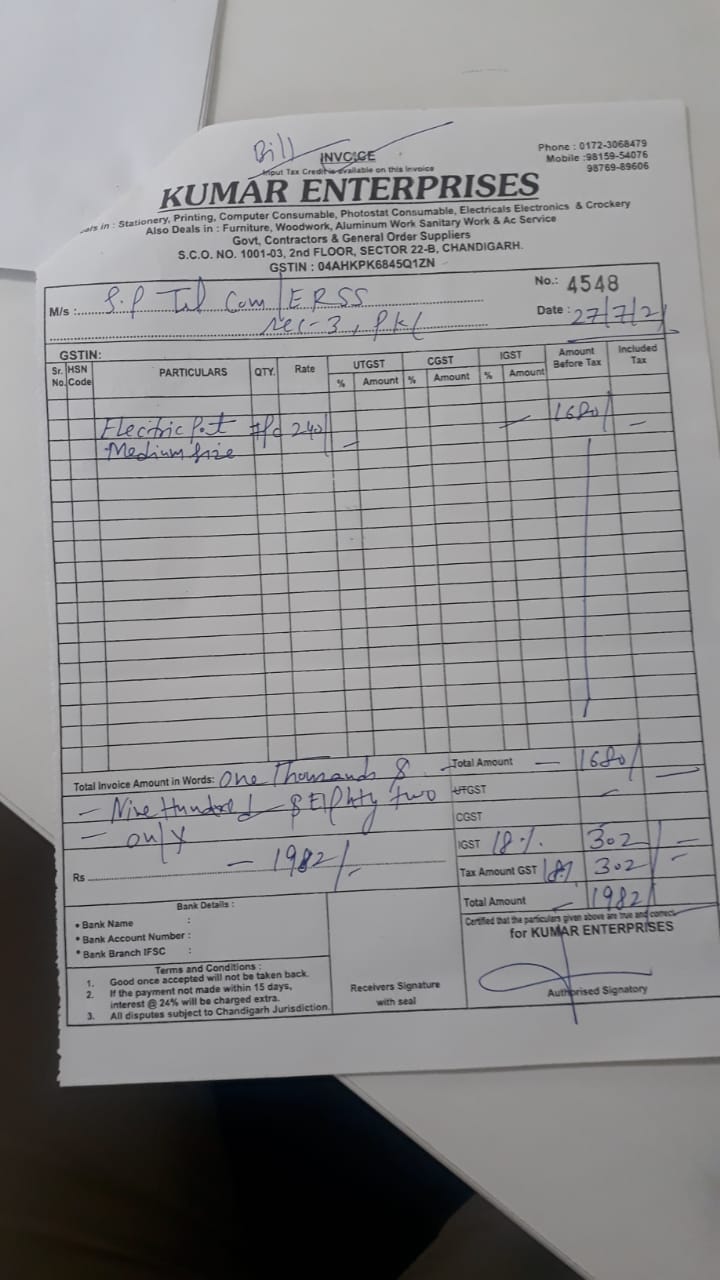 Bill
INVOICE
Input Tax Credit is available on this Invoice
Phone : 0172-3068479
Mobile :98159-54076
98769-89606
KUMAR ENTERPRISES
in : Stationery, Printing, Computer Consumable, Photostat Consumable, Electricals Electronics & Crockery
Also Deals in : Furniture, Woodwork, Aluminum Work Sanitary Work & Ac Service
Govt, Contractors & General Order Suppliers
S.C.O. NO. 1001-03, 2nd FLOOR, SECTOR 22-B, CHANDIGARH.
GSTIN : 04AHKPK6845Q1ZN
No.: 4548
M/s : S.P Tel Com/ERSS
Date : 27/7/21
Sec-3, Pkl
GSTIN:
Sr. No. HSN Code PARTICULARS QTY. Rate UTGST % Amount CGST % Amount IGST % Amount Amount Before Tax Included Tax
Electric 240/ 1680/
Medium Size
Total Invoice Amount in Words: One Thousands &
Total Amount — 1680/
— Nine Hundred & Eighty two
UTGST —
= only
CGST
IGST 18% 302/=
Rs — 1982/-
Tax Amount GST 302/=
Total Amount — 1982/
Bank Details :
• Bank Name :
* Bank Account Number :
* Bank Branch IFSC :
Certified that the particulars given above are true and correct
for KUMAR ENTERPRISES
Terms and Conditions :
1. Good once accepted will not be taken back.
2. If the payment not made within 15 days,
interest @ 24% will be charged extra.
3. All disputes subject to Chandigarh Jurisdiction.
Receivers Signature
with seal
Authorised Signatory